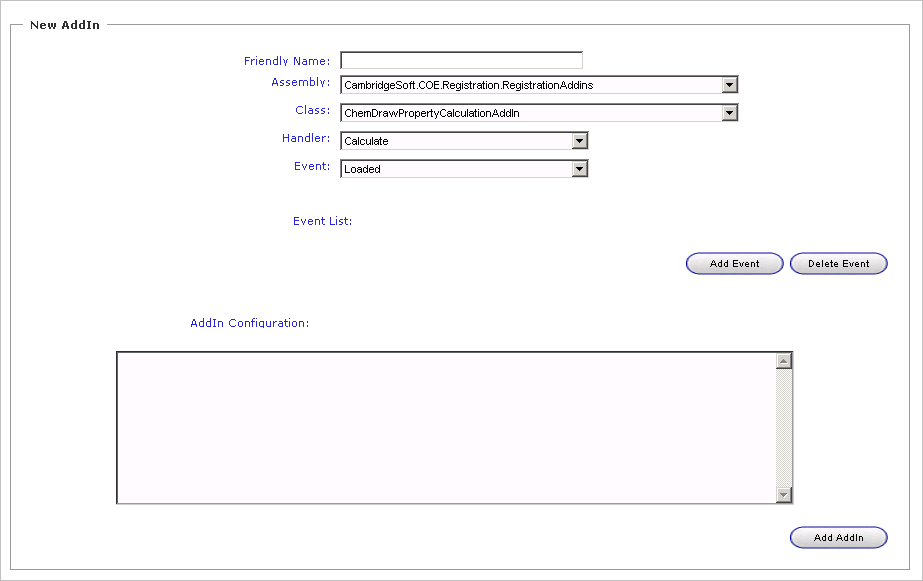 New AddIn
Friendly Name:
Assembly: CambridgeSoft.COE.Registration.RegistrationAddins
Class: ChemDrawPropertyCalculationAddIn
Handler: Calculate
Event: Loaded
Event List:
Add Event Delete Event
AddIn Configuration:
Add AddIn